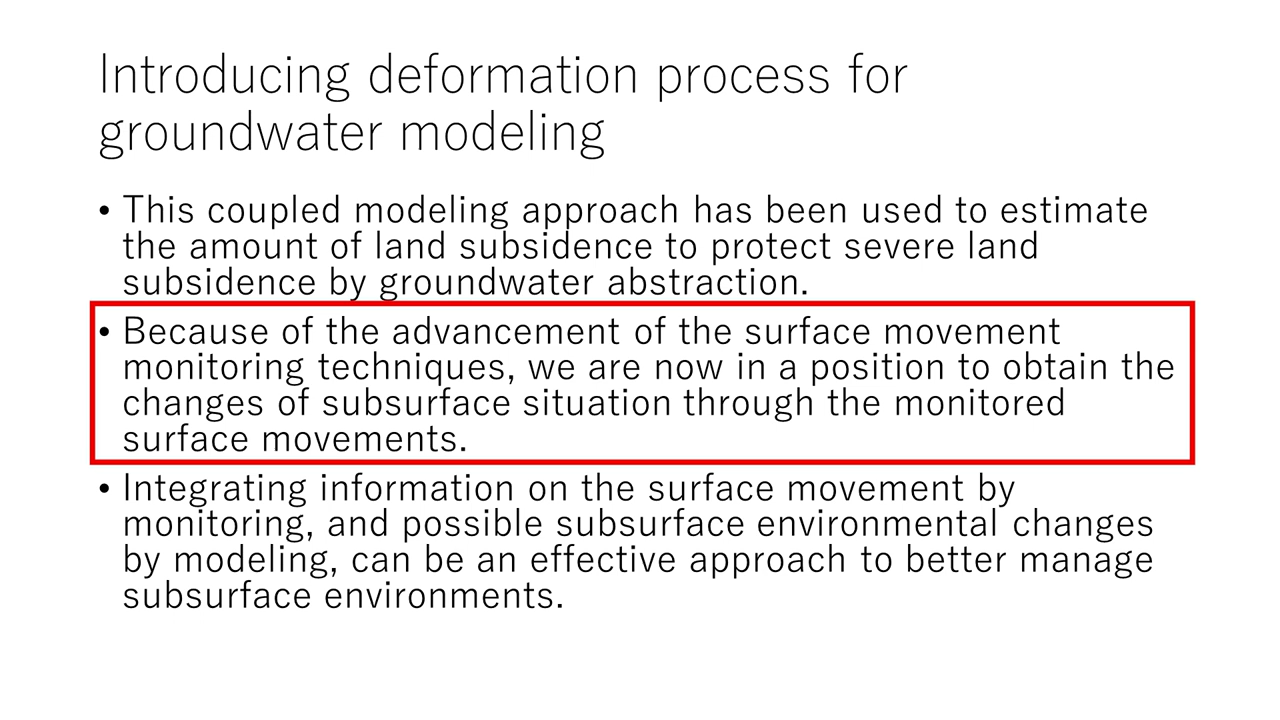 Introducing deformation process for
groundwater modeling
• This coupled modeling approach has been used to estimate
the amount of land subsidence to protect severe land
subsidence by groundwater abstraction.
• Because of the advancement of the surface movement
monitoring techniques, we are now in a position to obtain the
changes of subsurface situation through the monitored
surface movements.
• Integrating information on the surface movement by
monitoring, and possible subsurface environmental changes
by modeling, can be an effective approach to better manage
subsurface environments.